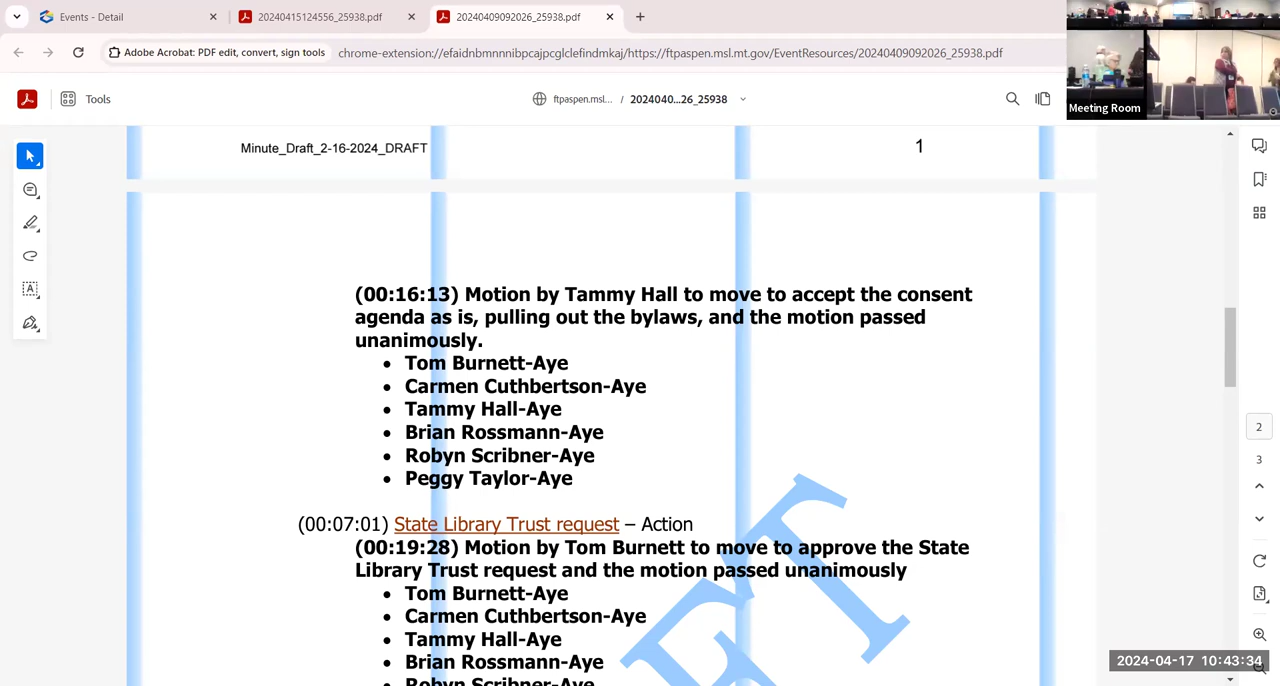 Events - Detail
20240415124556_25938.pdf
20240409092026_25938.pdf
Adobe Acrobat: PDF edit, convert, sign tools
chrome-extension://efaidnbmnnnibpcajpcglclefindmkaj/https://ftpaspen.msl.mt.gov/EventResources/20240409092026_25938.pdf
Meeting Room
Tools
ftpaspen.msl... / 2024040...26_25938
Minute_Draft_2-16-2024_DRAFT
1
(00:16:13) Motion by Tammy Hall to move to accept the consent
agenda as is, pulling out the bylaws, and the motion passed
unanimously.
• Tom Burnett-Aye
• Carmen Cuthbertson-Aye
• Tammy Hall-Aye
• Brian Rossmann-Aye
• Robyn Scribner-Aye
• Peggy Taylor-Aye
(00:07:01) State Library Trust request – Action
(00:19:28) Motion by Tom Burnett to move to approve the State
Library Trust request and the motion passed unanimously
• Tom Burnett-Aye
• Carmen Cuthbertson-Aye
• Tammy Hall-Aye
• Brian Rossmann-Aye
Robyn Scribner-Aye
2
3
2024-04-17 10:43:34